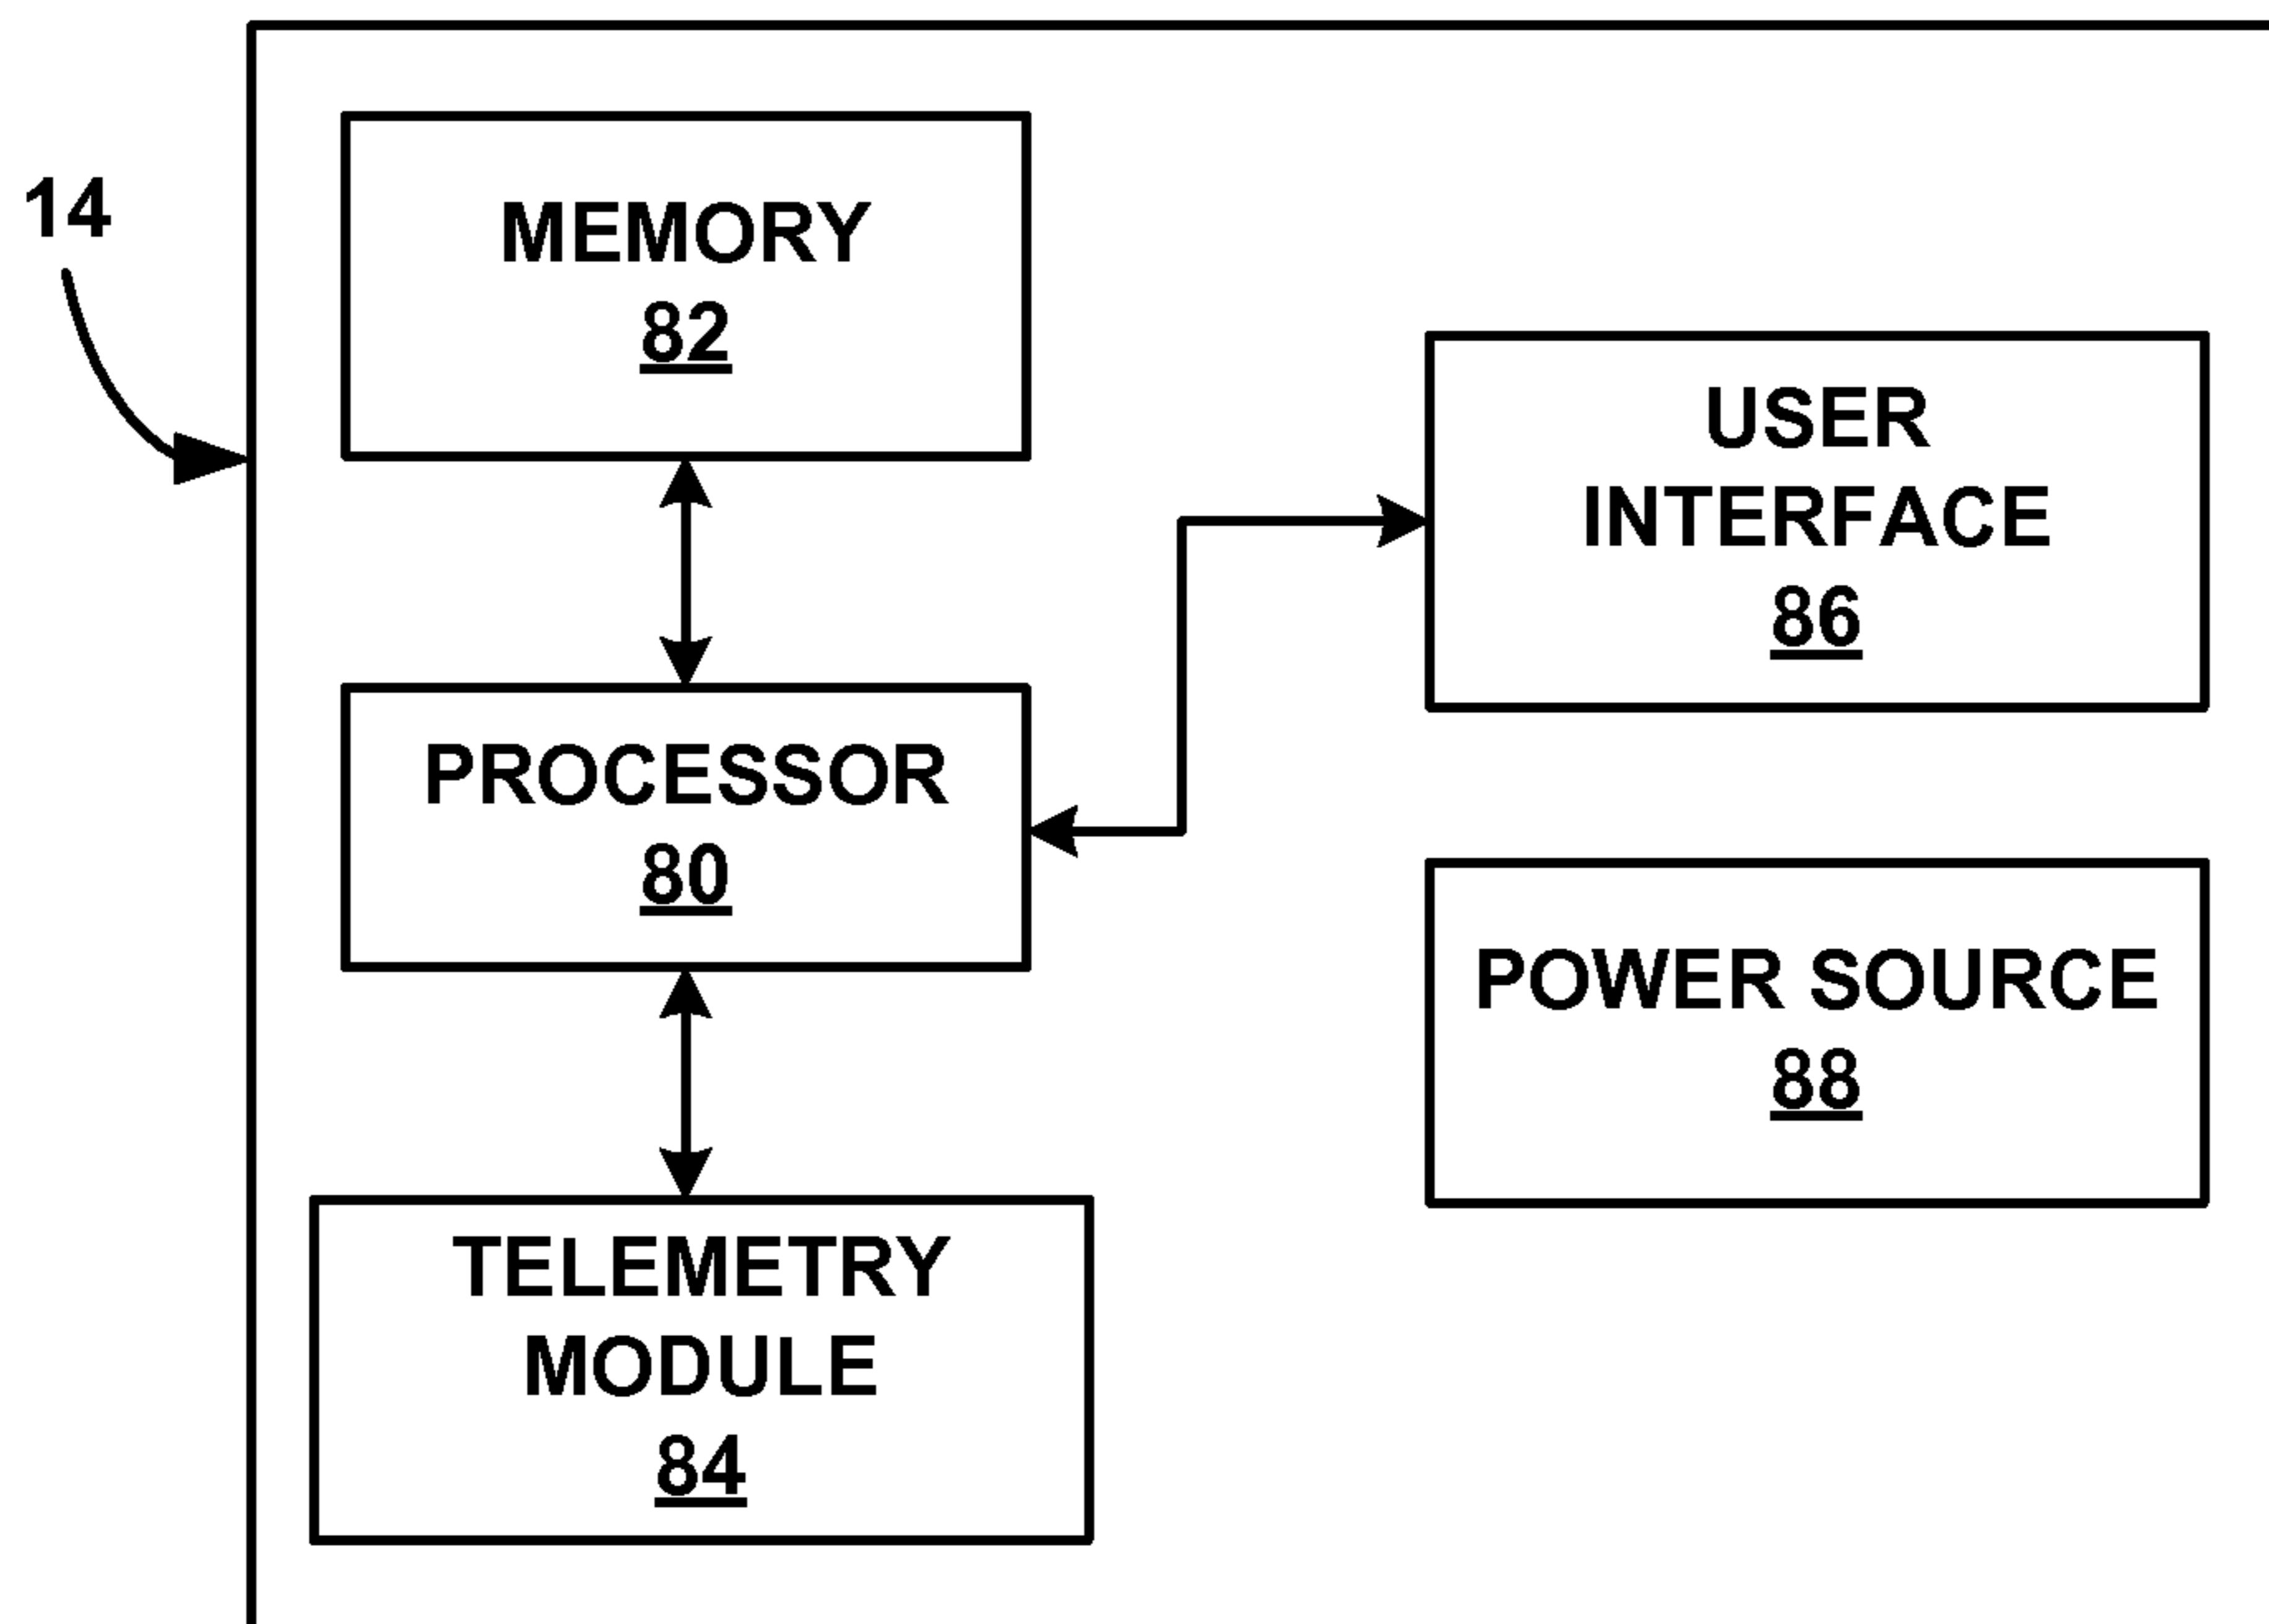 14
MEMORY
82
USER
INTERFACE
86
PROCESSOR
80
POWER SOURCE
88
TELEMETRY
MODULE
84